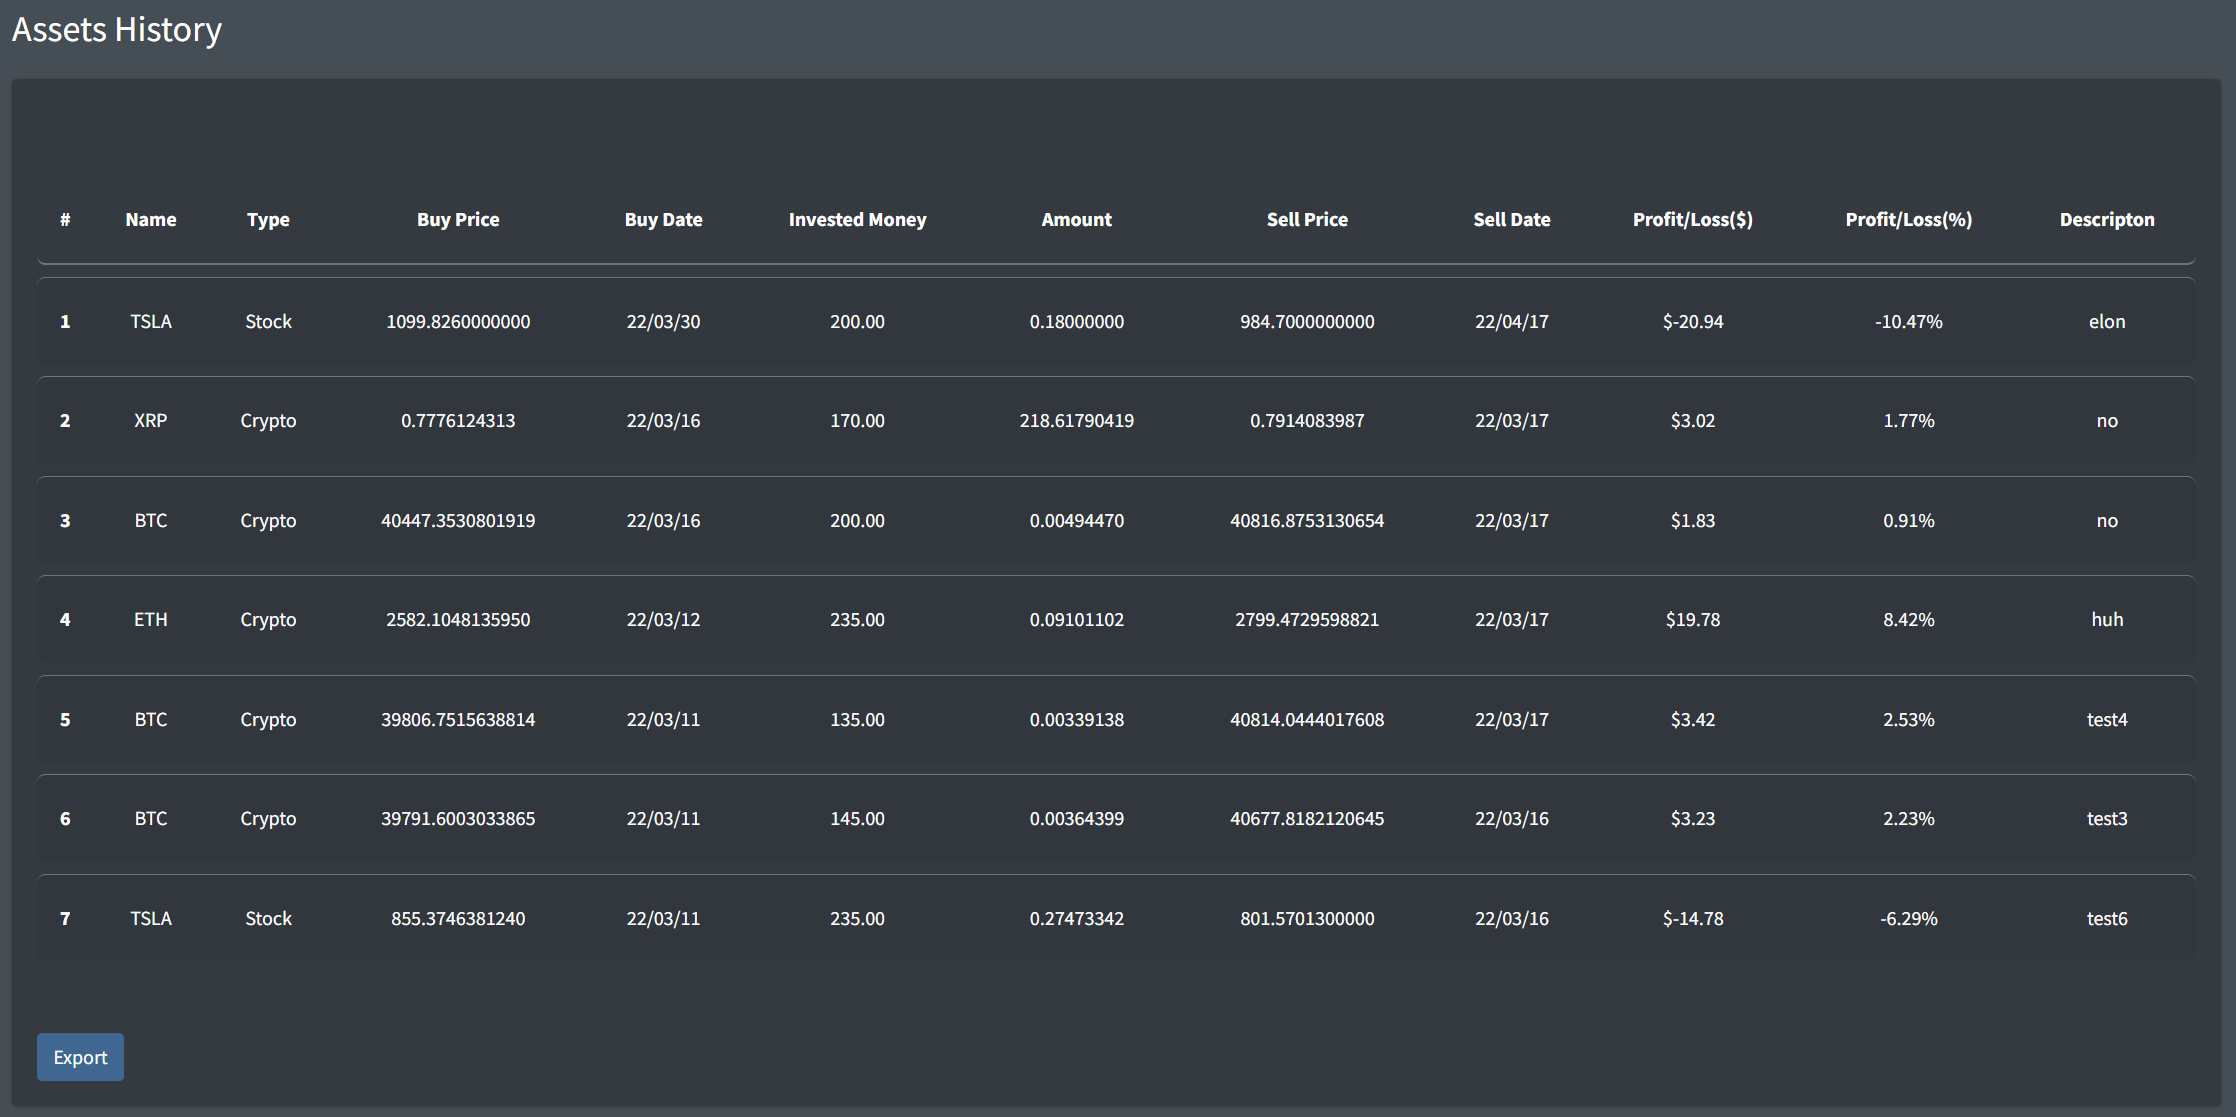 Assets History
# Name Type Buy Price Buy Date Invested Money Amount Sell Price Sell Date Profit/Loss($) Profit/Loss(%) Descripton
1 TSLA Stock 1099.8260000000 22/03/30 200.00 0.18000000 984.7000000000 22/04/17 $-20.94 -10.47% elon
2 XRP Crypto 0.7776124313 22/03/16 170.00 218.61790419 0.7914083987 22/03/17 $3.02 1.77% no
3 BTC Crypto 40447.3530801919 22/03/16 200.00 0.00494470 40816.8753130654 22/03/17 $1.83 0.91% no
4 ETH Crypto 2582.1048135950 22/03/12 235.00 0.09101102 2799.4729598821 22/03/17 $19.78 8.42% huh
5 BTC Crypto 39806.7515638814 22/03/11 135.00 0.00339138 40814.0444017608 22/03/17 $3.42 2.53% test4
6 BTC Crypto 39791.6003033865 22/03/11 145.00 0.00364399 40677.8182120645 22/03/16 $3.23 2.23% test3
7 TSLA Stock 855.3746381240 22/03/11 235.00 0.27473342 801.5701300000 22/03/16 $-14.78 -6.29% test6
Export